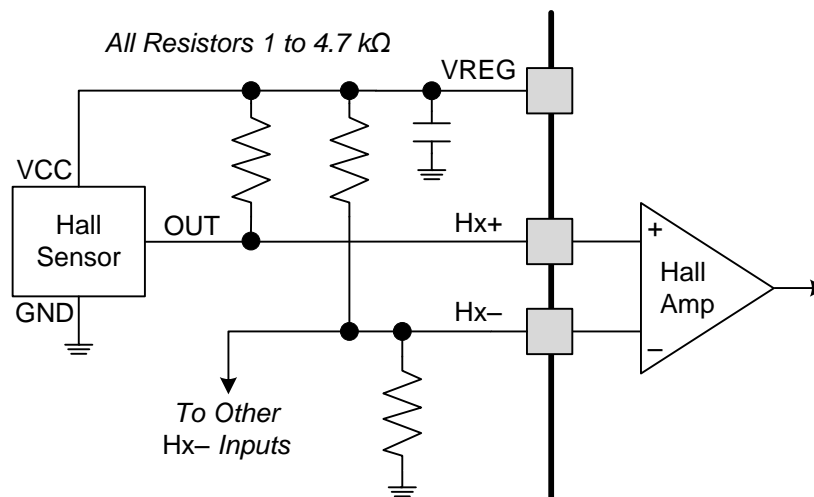 All Resistors 1 to 4.7 kΩ
VREG
VCC
Hall
Sensor
OUT
GND
Hx+
Hx–
+
Hall
Amp
–
To Other
Hx– Inputs